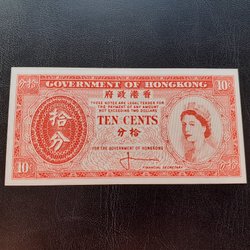 10¢ GOVERNMENT OF HONGKONG 10¢
府政港香
THESE NOTES ARE LEGAL TENDER FOR
THE PAYMENT OF ANY AMOUNT
NOT EXCEEDING TWO DOLLARS
拾分
TEN CENTS
分拾
FOR THE GOVERNMENT OF HONGKONG
FINANCIAL SECRETARY
10¢